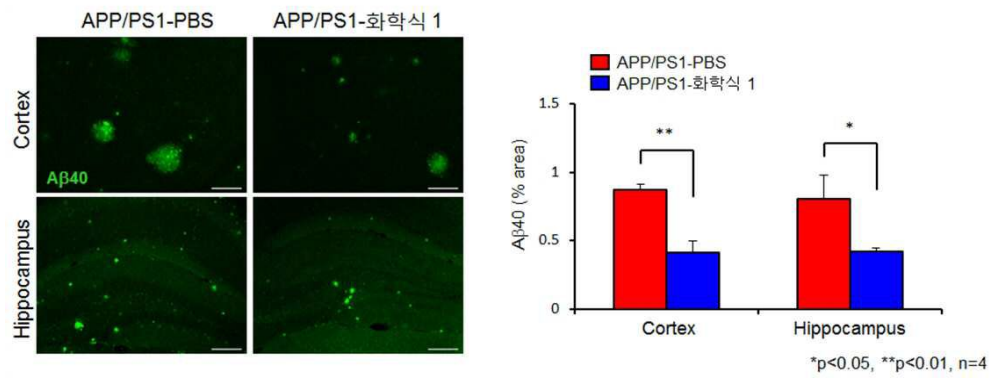 APP/PS1-PBS
APP/PS1-화학식 1
Cortex
Aβ40
Hippocampus
APP/PS1-PBS
APP/PS1-화학식 1
Aβ40 (% area)
1.5
1
0.5
0
**
*
Cortex
Hippocampus
*p<0.05, **p<0.01, n=4